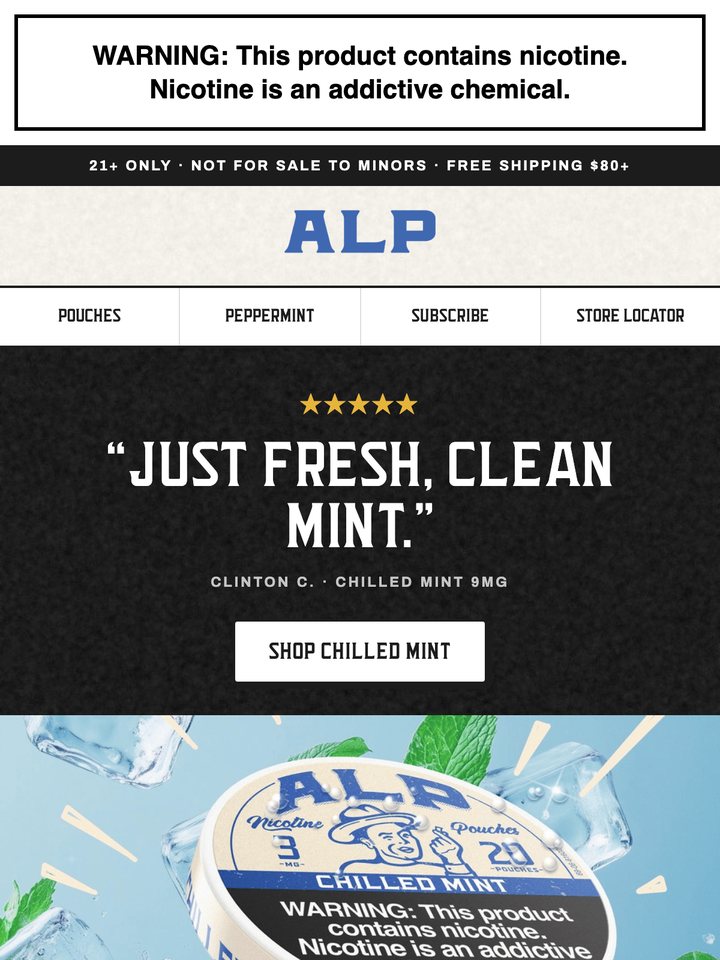 WARNING: This product contains nicotine.
Nicotine is an addictive chemical.
21+ ONLY · NOT FOR SALE TO MINORS · FREE SHIPPING $80+
ALP
POUCHES
PEPPERMINT
SUBSCRIBE
STORE LOCATOR
“JUST FRESH, CLEAN
MINT.”
CLINTON C. · CHILLED MINT 9MG
SHOP CHILLED MINT
ALP
Nicotine
Pouches
3
20
-MG-
-POUCHES-
CHILLED MINT
WARNING: This product
contains nicotine.
Nicotine is an addictive